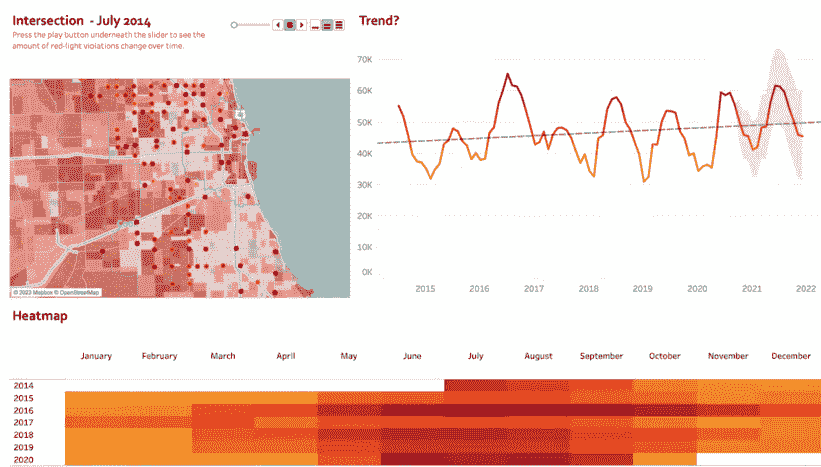 Intersection - July 2014
Press the play button underneath the slider to see the
amount of red-light violations change over time.
© 2023 Mapbox © OpenStreetMap
Trend?
70K
60K
50K
40K
30K
20K
10K
0K
2015 2016 2017 2018 2019 2020 2021 2022
Heatmap
January February March April May June July August September October November December
2014
2015
2016
2017
2018
2019
2020